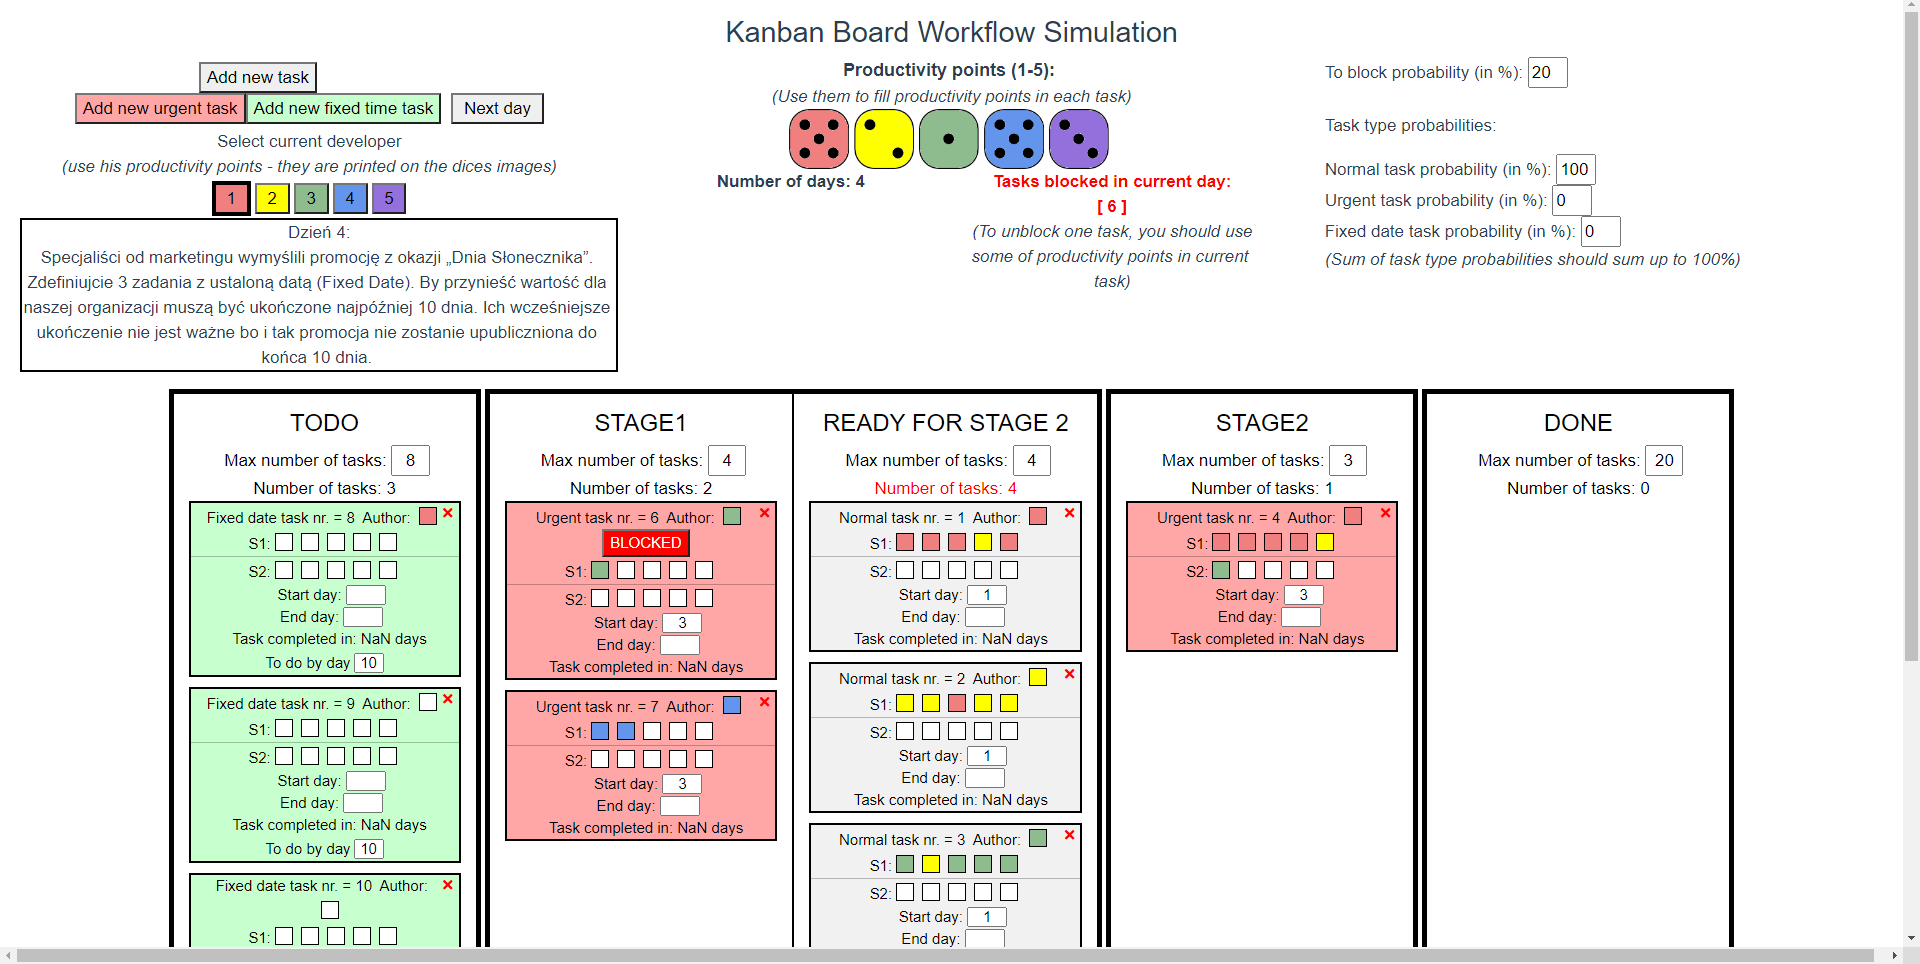 Kanban Board Workflow Simulation
Add new task
Add new urgent task
Add new fixed time task
Next day
Select current developer
(use his productivity points - they are printed on the dices images)
1 2 3 4 5
Dzień 4:
Specjaliści od marketingu wymyślili promocję z okazji „Dnia Słonecznika”.
Zdefiniujcie 3 zadania z ustaloną datą (Fixed Date). By przynieść wartość dla
naszej organizacji muszą być ukończone najpóźniej 10 dnia. Ich wcześniejsze
ukończenie nie jest ważne bo i tak promocja nie zostanie upubliczniona do
końca 10 dnia.
Productivity points (1-5):
(Use them to fill productivity points in each task)
Number of days: 4
Tasks blocked in current day:
[ 6 ]
(To unblock one task, you should use
some of productivity points in current
task)
To block probability (in %): 20
Task type probabilities:
Normal task probability (in %): 100
Urgent task probability (in %): 0
Fixed date task probability (in %): 0
(Sum of task type probabilities should sum up to 100%)
TODO
Max number of tasks: 8
Number of tasks: 3
Fixed date task nr. = 8 Author: ×
S1:
S2:
Start day:
End day:
Task completed in: NaN days
To do by day 10
Fixed date task nr. = 9 Author: ×
S1:
S2:
Start day:
End day:
Task completed in: NaN days
To do by day 10
Fixed date task nr. = 10 Author: ×
S1:
STAGE1
Max number of tasks: 4
Number of tasks: 2
Urgent task nr. = 6 Author: ×
BLOCKED
S1:
S2:
Start day: 3
End day:
Task completed in: NaN days
Urgent task nr. = 7 Author: ×
S1:
S2:
Start day: 3
End day:
Task completed in: NaN days
READY FOR STAGE 2
Max number of tasks: 4
Number of tasks: 4
Normal task nr. = 1 Author: ×
S1:
S2:
Start day: 1
End day:
Task completed in: NaN days
Normal task nr. = 2 Author: ×
S1:
S2:
Start day: 1
End day:
Task completed in: NaN days
Normal task nr. = 3 Author: ×
S1:
S2:
Start day: 1
End day:
STAGE2
Max number of tasks: 3
Number of tasks: 1
Urgent task nr. = 4 Author: ×
S1:
S2:
Start day: 3
End day:
Task completed in: NaN days
DONE
Max number of tasks: 20
Number of tasks: 0